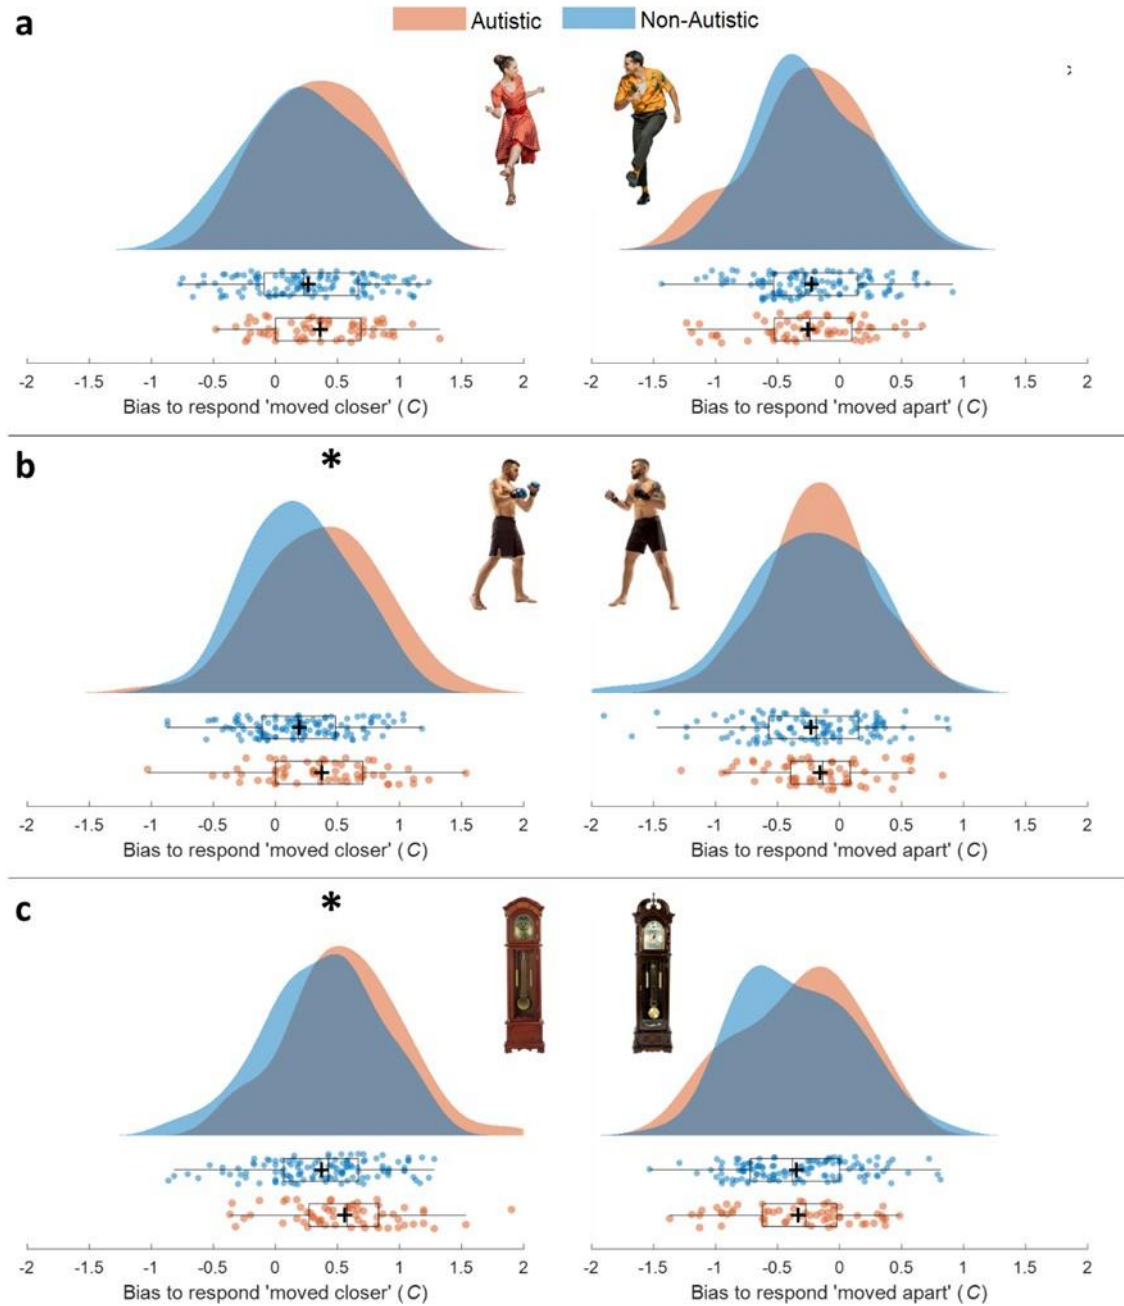 a
Autistic Non-Autistic
-2 -1.5 -1 -0.5 0 0.5 1 1.5 2
Bias to respond 'moved closer' (C)
-2 -1.5 -1 -0.5 0 0.5 1 1.5 2
Bias to respond 'moved apart' (C)
b
*
-2 -1.5 -1 -0.5 0 0.5 1 1.5 2
Bias to respond 'moved closer' (C)
-2 -1.5 -1 -0.5 0 0.5 1 1.5 2
Bias to respond 'moved apart' (C)
c
*
-2 -1.5 -1 -0.5 0 0.5 1 1.5 2
Bias to respond 'moved closer' (C)
-2 -1.5 -1 -0.5 0 0.5 1 1.5 2
Bias to respond 'moved apart' (C)